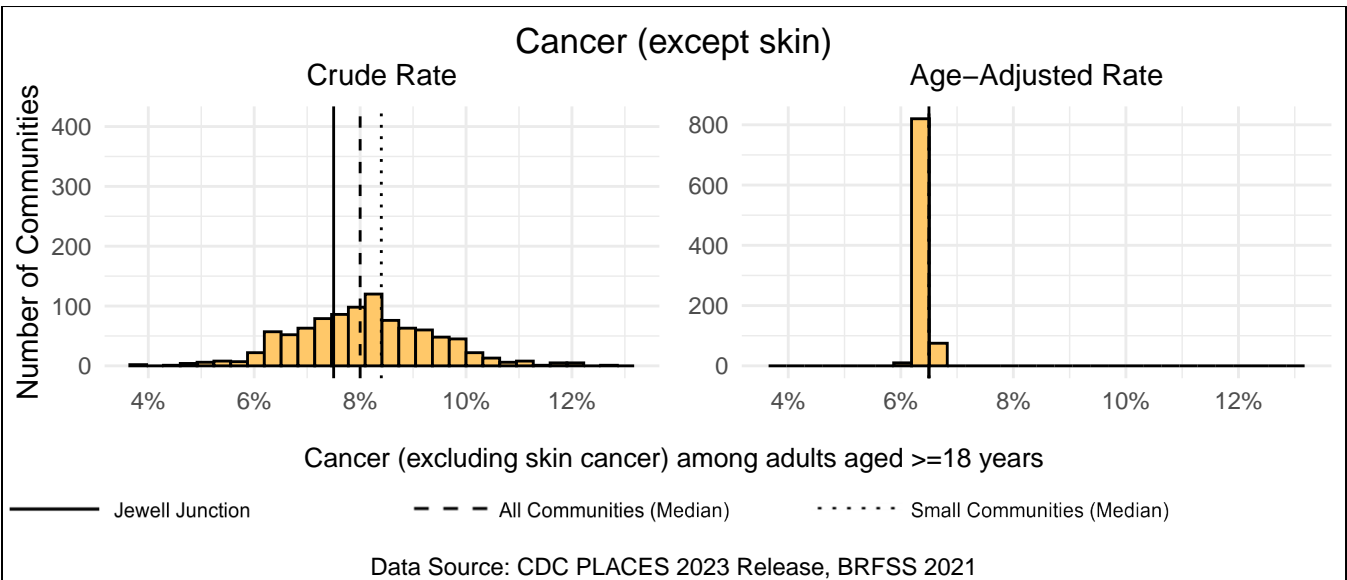 Cancer (except skin)
Crude Rate
Age−Adjusted Rate
Number of Communities
400
300
200
100
0
4%
6%
8%
10%
12%
800
600
400
200
0
4%
6%
8%
10%
12%
Cancer (excluding skin cancer) among adults aged >=18 years
Jewell Junction
All Communities (Median)
Small Communities (Median)
Data Source: CDC PLACES 2023 Release, BRFSS 2021